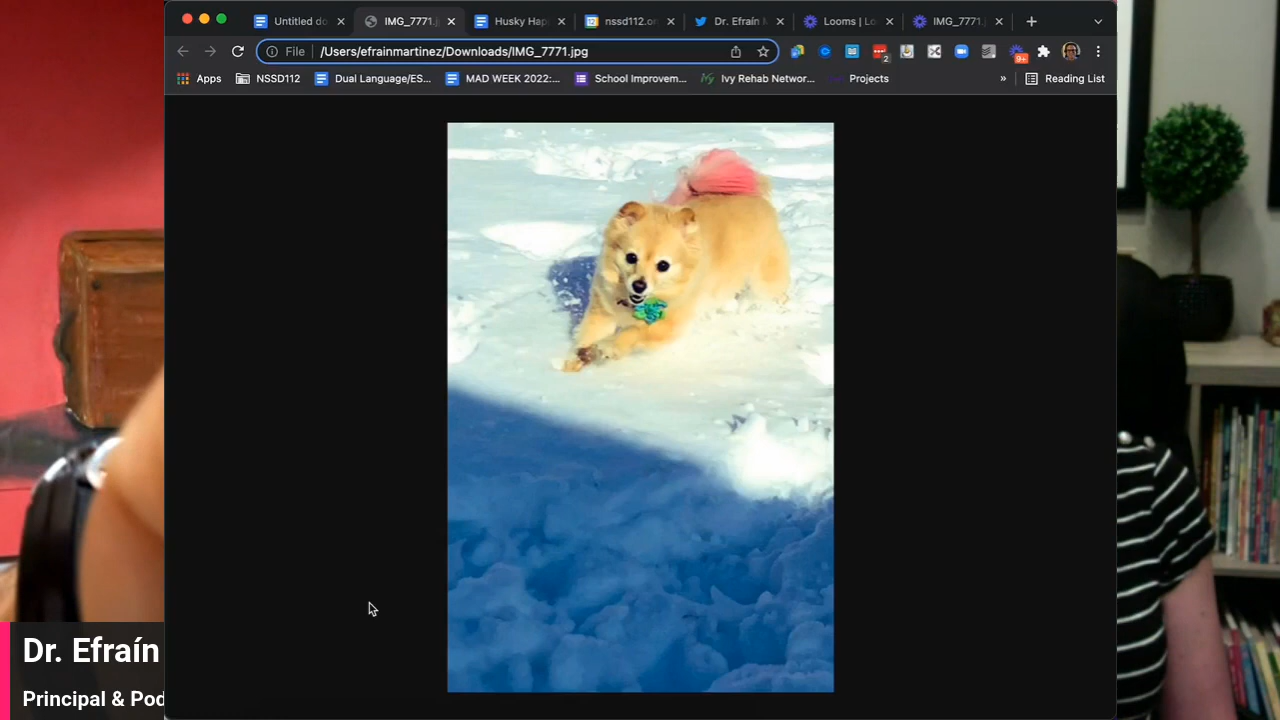 Untitled do
IMG_7771.j
Husky Hap
nssd112.or
Dr. Efraín M
Looms | Lo
IMG_7771.j
File
/Users/efrainmartinez/Downloads/IMG_7771.jpg
2
9+
Apps
NSSD112
Dual Language/ES...
MAD WEEK 2022:...
School Improvem...
Ivy Rehab Networ...
Projects
»
Reading List
Dr. Efraín
Principal & Pod